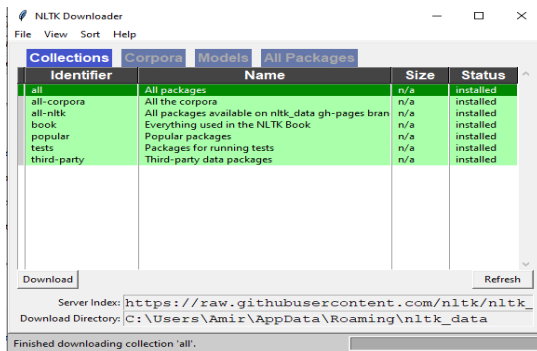 NLTK Downloader
File View Sort Help
Collections Corpora Models All Packages
Identifier Name Size Status
all All packages n/a installed
all-corpora All the corpora n/a installed
all-nltk All packages available on nltk_data gh-pages bran n/a installed
book Everything used in the NLTK Book n/a installed
popular Popular packages n/a installed
tests Packages for running tests n/a installed
third-party Third-party data packages n/a installed
Download Refresh
Server Index: https://raw.githubusercontent.com/nltk/nltk_
Download Directory: C:\Users\Amir\AppData\Roaming\nltk_data
Finished downloading collection 'all'.